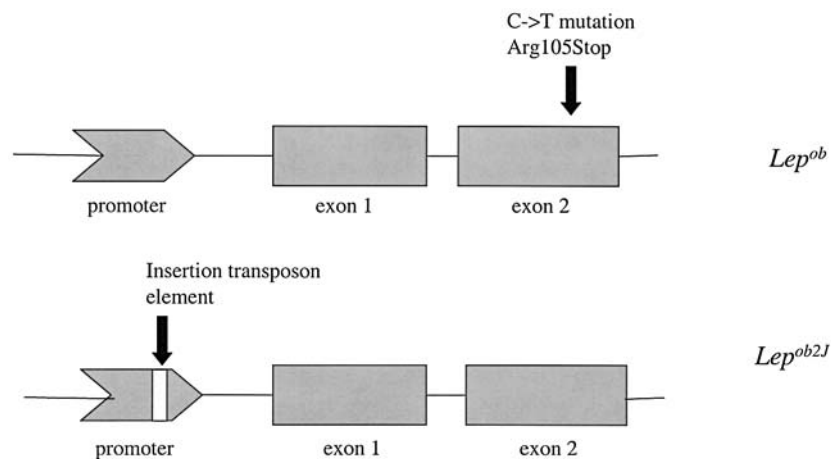 C->T mutation
Arg105Stop
Lep^ob
promoter
exon 1
exon 2
Insertion transposon
element
Lep^ob2J
promoter
exon 1
exon 2